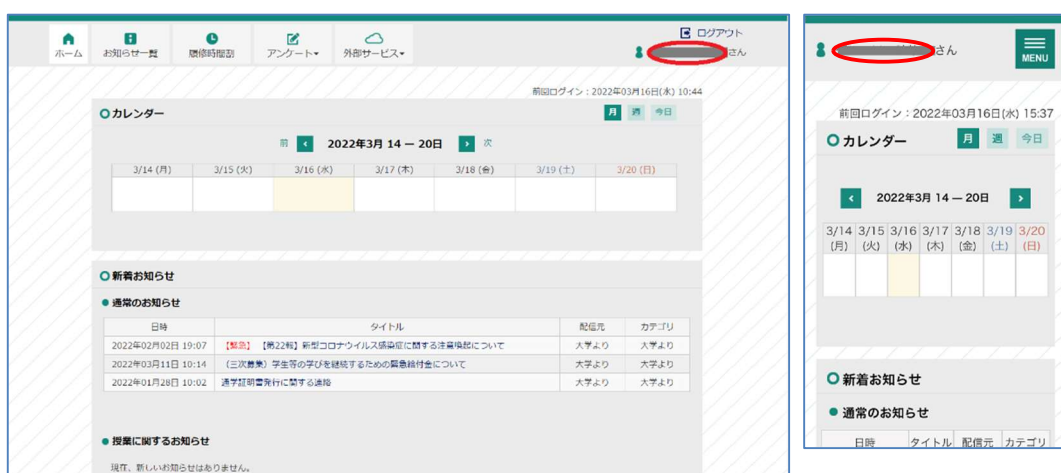 ログアウト
ホーム お知らせ一覧 履修時間割 アンケート▾ 外部サービス▾
さん
前回ログイン：2022年03月16日(水) 10:44
カレンダー 月 週 今日
前 2022年3月 14 — 20日 次
3/14 (月) 3/15 (火) 3/16 (水) 3/17 (木) 3/18 (金) 3/19 (土) 3/20 (日)
新着お知らせ
通常のお知らせ
日時 タイトル 配信元 カテゴリ
2022年02月02日 19:07 【緊急】【第22報】新型コロナウイルス感染症に関する注意喚起について 大学より 大学より
2022年03月11日 10:14 （三次募集）学生等の学びを継続するための緊急給付金について 大学より 大学より
2022年01月28日 10:02 通学証明書発行に関する連絡 大学より 大学より
授業に関するお知らせ
現在、新しいお知らせはありません。
さん
MENU
前回ログイン：2022年03月16日(水) 15:37
カレンダー 月 週 今日
2022年3月 14 — 20日
3/14 3/15 3/16 3/17 3/18 3/19 3/20
(月) (火) (水) (木) (金) (土) (日)
新着お知らせ
通常のお知らせ
日時 タイトル 配信元 カテゴリ